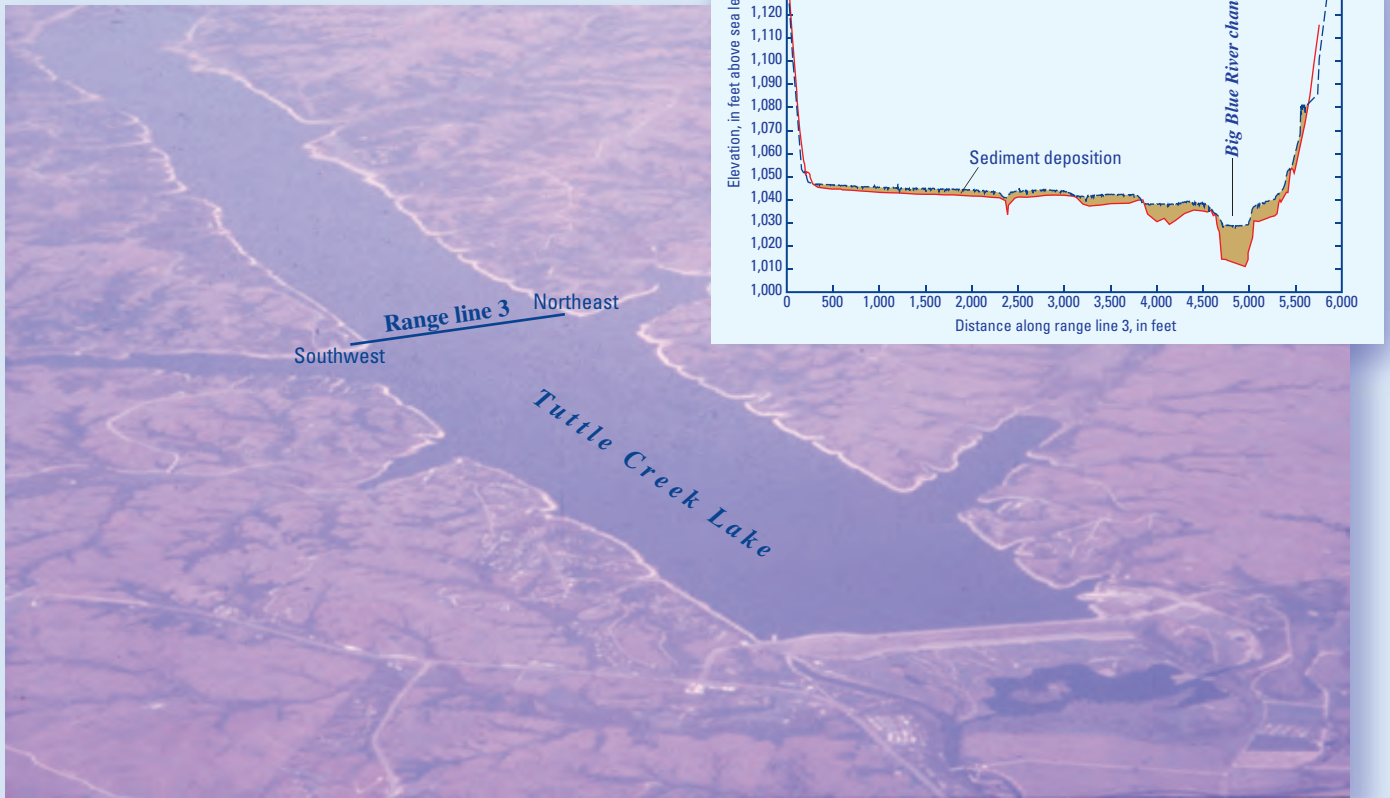 Elevation, in feet above sea le
1,120
1,110
1,100
1,090
1,080
1,070
1,060
1,050
1,040
1,030
1,020
1,010
1,000
Sediment deposition
Big Blue River chan
0 500 1,000 1,500 2,000 2,500 3,000 3,500 4,000 4,500 5,000 5,500 6,000
Distance along range line 3, in feet
Range line 3
Northeast
Southwest
Tuttle Creek Lake